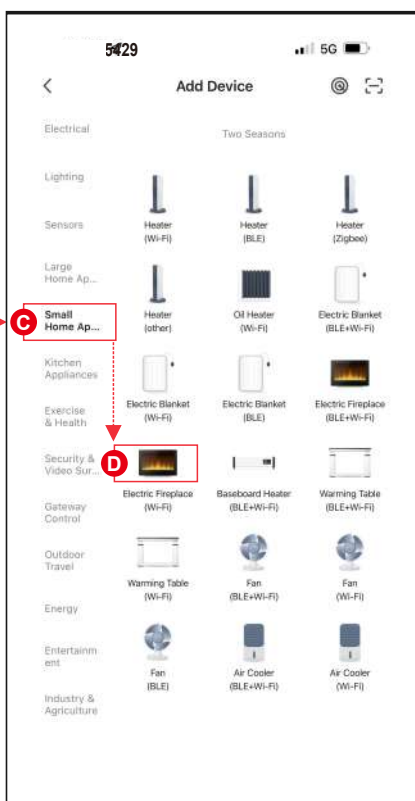 5G
Add Device
Electrical
Lighting
Sensors
Large
Home Ap...
C
Small
Home Ap...
Kitchen
Appliances
Exercise
& Health
Security &
Video Sur...
Gateway
Control
Outdoor
Travel
Energy
Entertainm
ent
Industry &
Agriculture
Two Seasons
Heater
(Wi-Fi)
Heater
(BLE)
Heater
(Zigbee)
Heater
(other)
Oil Heater
(Wi-Fi)
Electric Blanket
(BLE+Wi-Fi)
Electric Blanket
(Wi-Fi)
Electric Blanket
(BLE)
Electric Fireplace
(BLE+Wi-Fi)
D
Electric Fireplace
(Wi-Fi)
Baseboard Heater
(BLE+Wi-Fi)
Warming Table
(BLE+Wi-Fi)
Warming Table
(Wi-Fi)
Fan
(BLE+Wi-Fi)
Fan
(Wi-Fi)
Fan
(BLE)
Air Cooler
(BLE+Wi-Fi)
Air Cooler
(Wi-Fi)